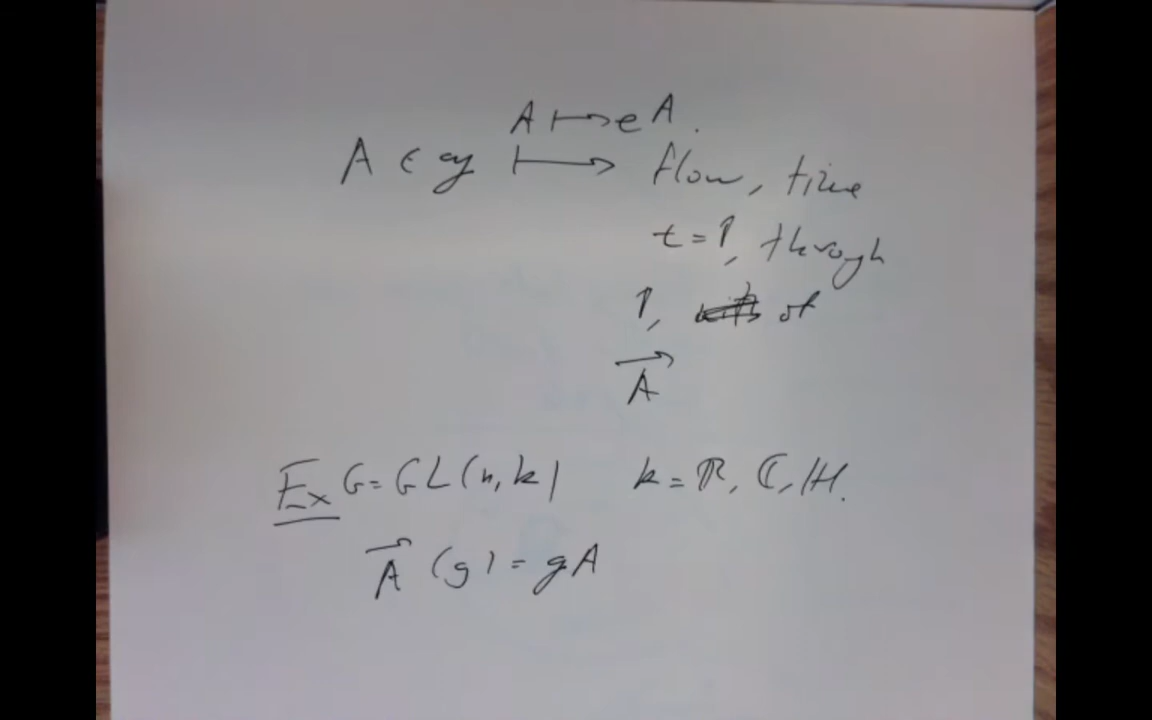 A ↦ e^A.
A ∈ 𝔤 ⟼ flow, time
t = 1, through
1, of
→A
Ex G = GL(n, k) k = ℝ, ℂ, ℍ.
→A (g) = gA